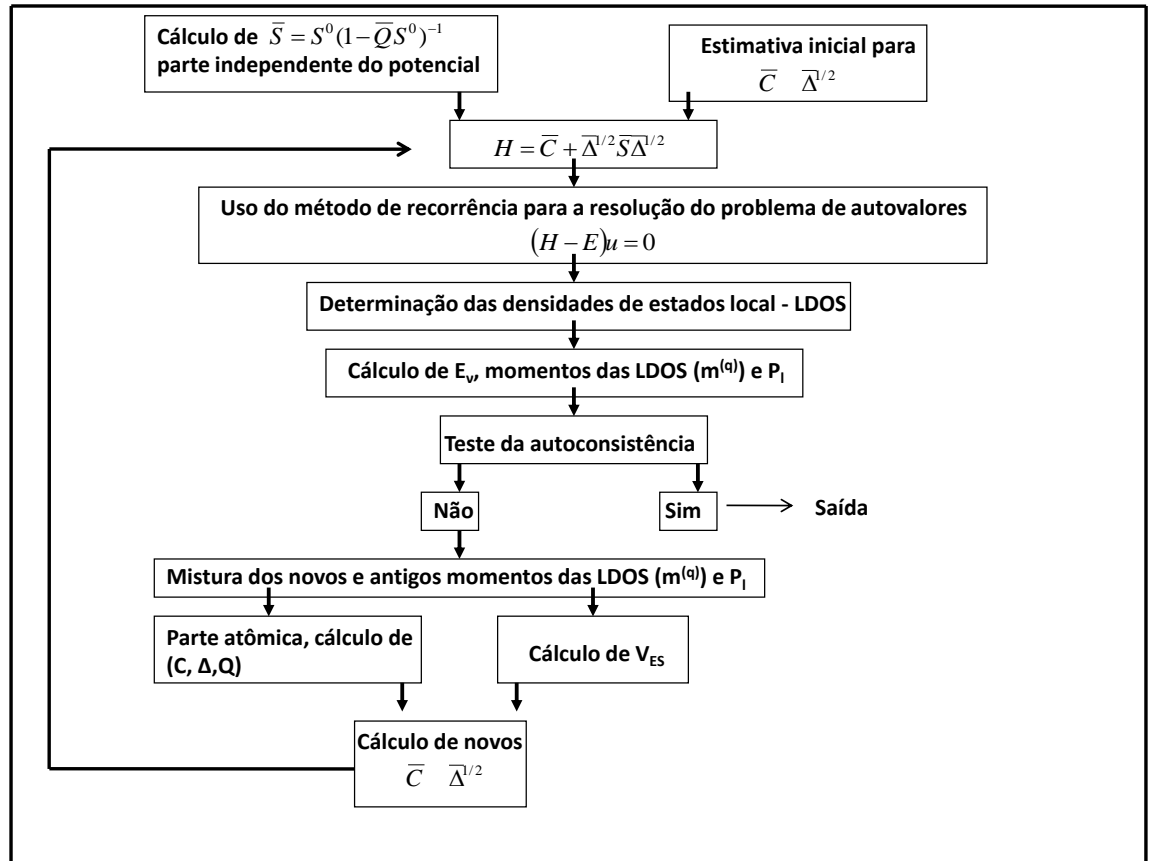 Cálculo de S̅ = S⁰(1−Q̅S⁰)⁻¹
parte independente do potencial
Estimativa inicial para
C̅ Δ̅^1/2
H = C̅ + Δ̅^1/2 S̅Δ̅^1/2
Uso do método de recorrência para a resolução do problema de autovalores
(H − E)u = 0
Determinação das densidades de estados local - LDOS
Cálculo de Eᵥ, momentos das LDOS (m^(q)) e Pₗ
Teste da autoconsistência
Não
Sim
Saída
Mistura dos novos e antigos momentos das LDOS (m^(q)) e Pₗ
Parte atômica, cálculo de
(C, Δ,Q)
Cálculo de V_ES
Cálculo de novos
C̅ Δ̅^1/2